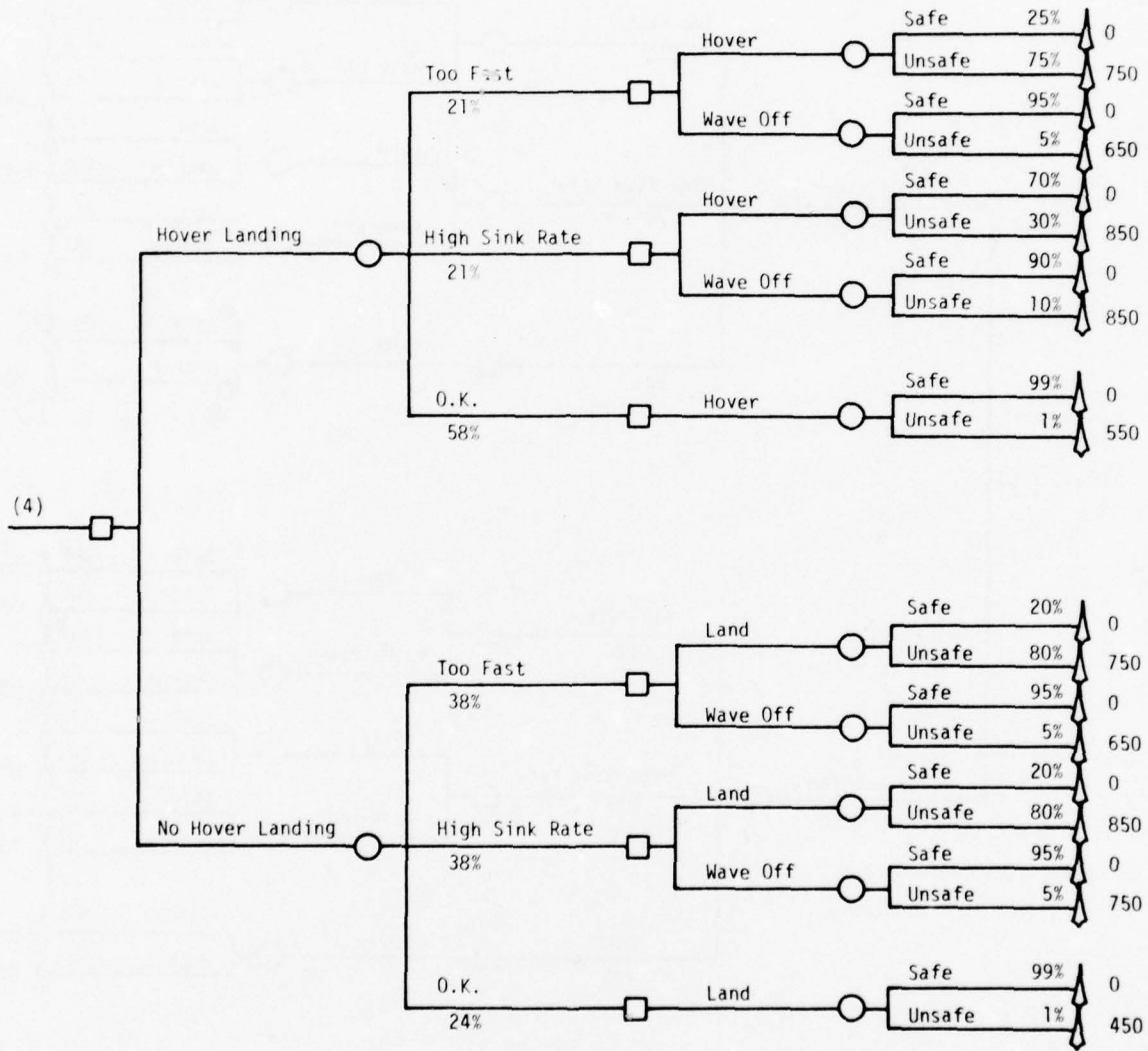 Safe 25% 0
Hover
Unsafe 75% 750
Too Fast
21%
Safe 95% 0
Wave Off
Unsafe 5% 650
Safe 70% 0
Hover
Unsafe 30% 850
Hover Landing
High Sink Rate
21%
Safe 90% 0
Wave Off
Unsafe 10% 850
Safe 99% 0
O.K.
58%
Hover
Unsafe 1% 550
(4)
Safe 20% 0
Land
Unsafe 80% 750
Too Fast
38%
Safe 95% 0
Wave Off
Unsafe 5% 650
Safe 20% 0
Land
Unsafe 80% 850
No Hover Landing
High Sink Rate
38%
Safe 95% 0
Wave Off
Unsafe 5% 750
Safe 99% 0
O.K.
24%
Land
Unsafe 1% 450